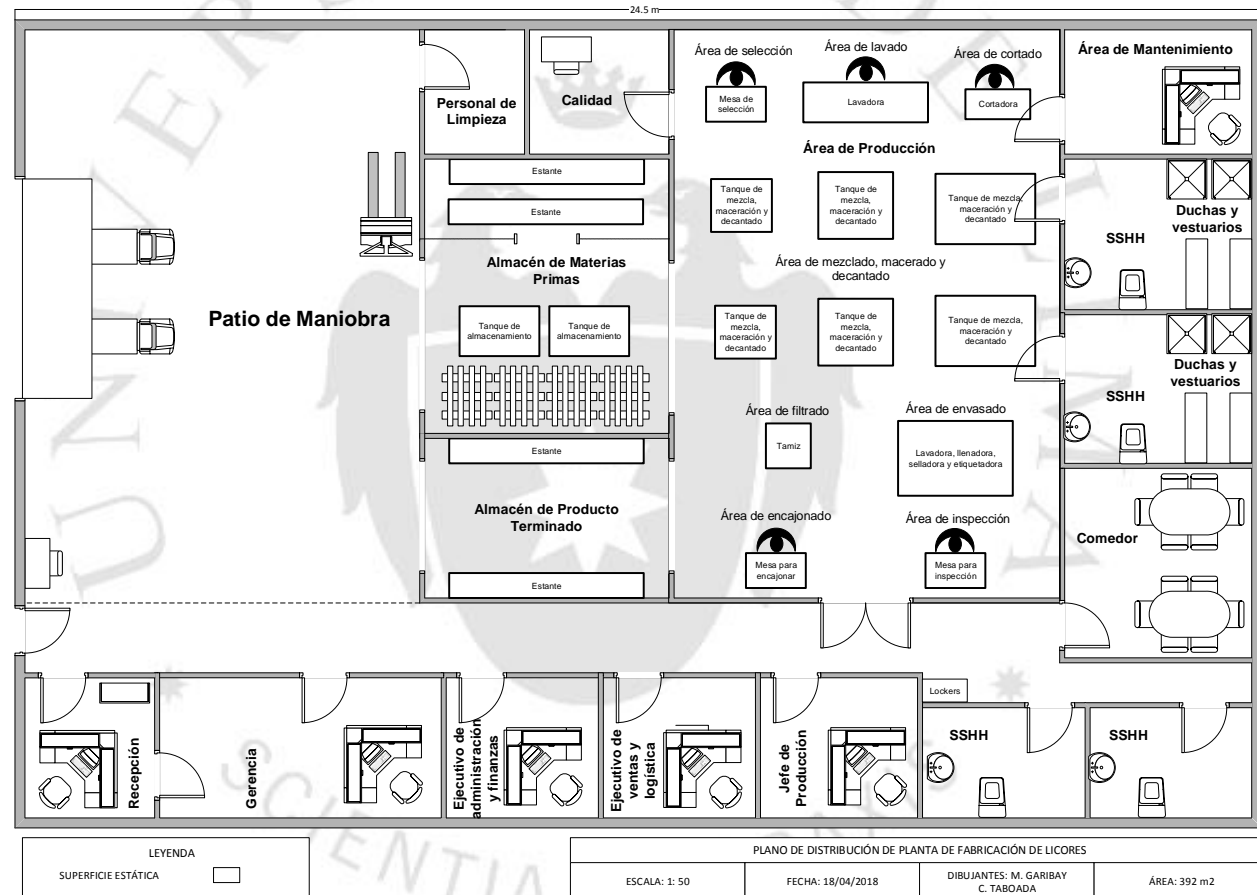 24.5 m
Personal de
Limpieza
Calidad
Área de selección
Mesa de
selección
Área de lavado
Lavadora
Área de cortado
Cortadora
Área de Mantenimiento
Área de Producción
Estante
Estante
Almacén de Materias
Primas
Tanque de
almacenamiento
Tanque de
almacenamiento
Patio de Maniobra
Tanque de
mezcla,
maceración y
decantado
Tanque de
mezcla,
maceración y
decantado
Tanque de mezcla,
maceración y
decantado
Área de mezclado, macerado y
decantado
Tanque de
mezcla,
maceración y
decantado
Tanque de
mezcla,
maceración y
decantado
Tanque de mezcla,
maceración y
decantado
Duchas y
vestuarios
SSHH
Duchas y
vestuarios
SSHH
Área de filtrado
Tamiz
Área de envasado
Lavadora, llenadora,
selladora y etiquetadora
Estante
Almacén de Producto
Terminado
Estante
Área de encajonado
Mesa para
encajonar
Área de inspección
Mesa para
inspección
Comedor
Lockers
Recepción
Gerencia
Ejecutivo de
administración
y finanzas
Ejecutivo de
ventas y
logística
Jefe de
Producción
SSHH
SSHH
LEYENDA
SUPERFICIE ESTÁTICA
PLANO DE DISTRIBUCIÓN DE PLANTA DE FABRICACIÓN DE LICORES
ESCALA: 1: 50
FECHA: 18/04/2018
DIBUJANTES: M. GARIBAY
C. TABOADA
ÁREA: 392 m2